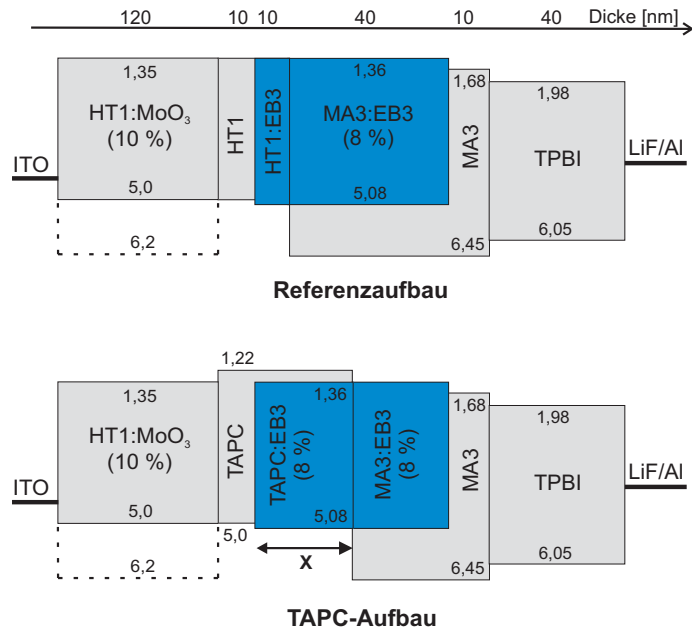 120 10 10 40 10 40 Dicke [nm]
1,35 1,36 1,68 1,98
HT1:MoO₃
(10 %)
HT1
HT1:EB3
MA3:EB3
(8 %)
MA3
TPBI
ITO
LiF/Al
5,0 5,08
6,2 6,45 6,05
Referenzaufbau
1,22
1,35 1,36 1,68 1,98
HT1:MoO₃
(10 %)
TAPC
TAPC:EB3
(8 %)
MA3:EB3
(8 %)
MA3
TPBI
ITO
LiF/Al
5,0 5,0 5,08
6,2 X 6,45 6,05
TAPC-Aufbau